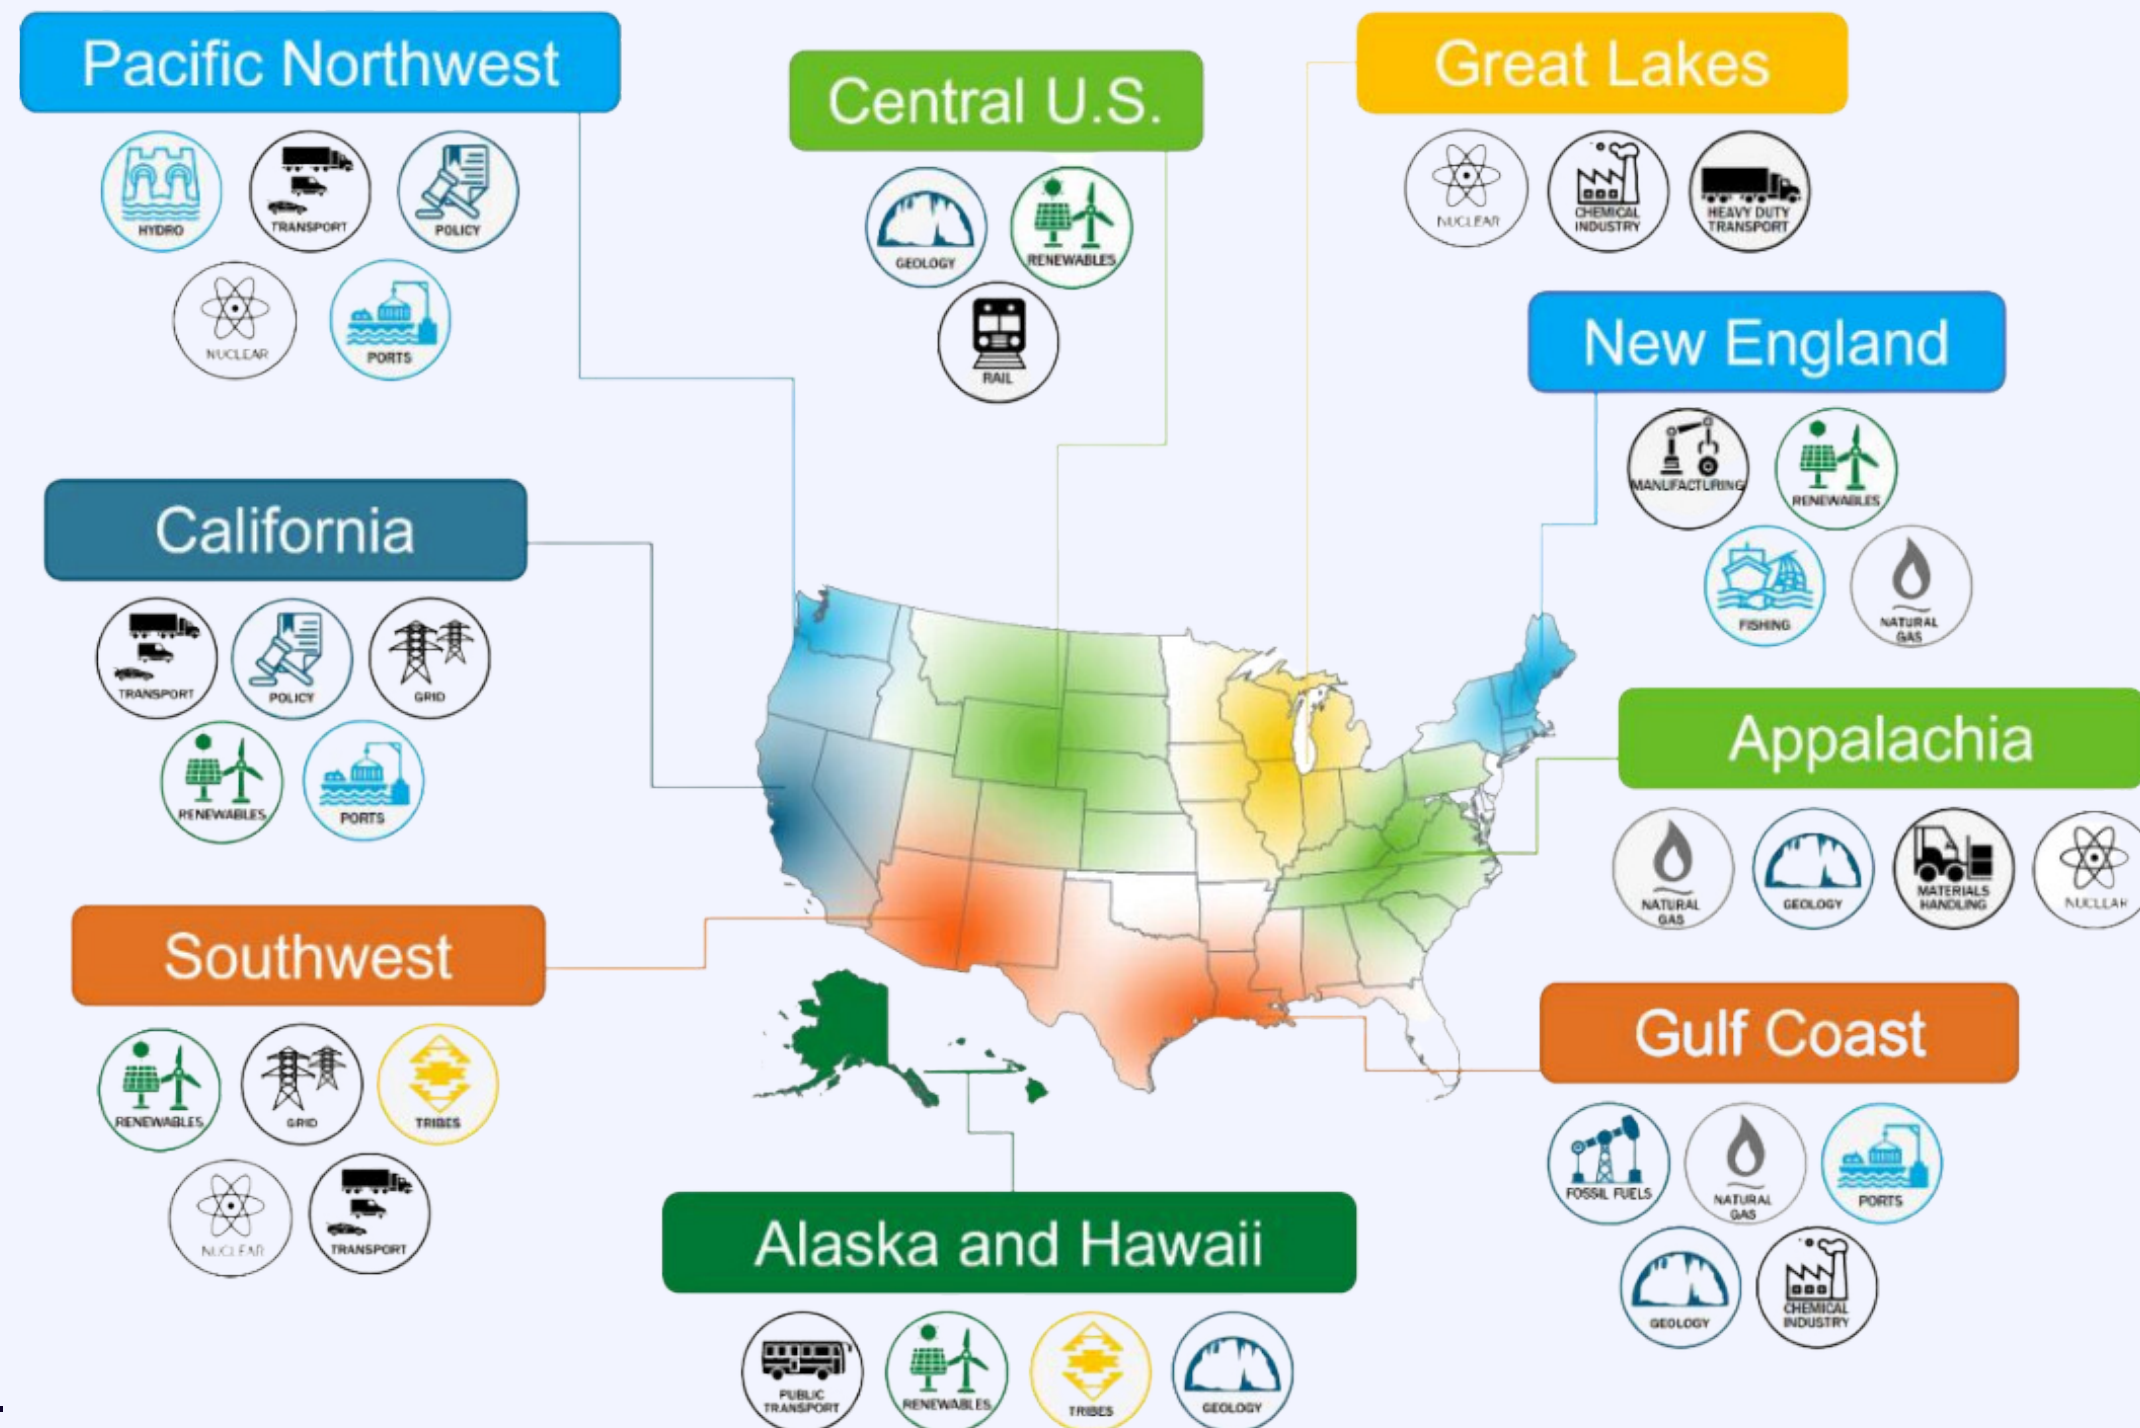 Pacific Northwest
HYDRO
TRANSPORT
POLICY
NUCLEAR
PORTS
Central U.S.
GEOLOGY
RENEWABLES
RAIL
Great Lakes
NUCLEAR
CHEMICAL
INDUSTRY
HEAVY DUTY
TRANSPORT
New England
MANUFACTURING
RENEWABLES
FISHING
NATURAL
GAS
California
TRANSPORT
POLICY
GRID
RENEWABLES
PORTS
Appalachia
NATURAL
GAS
GEOLOGY
MATERIALS
HANDLING
NUCLEAR
Southwest
RENEWABLES
GRID
TRIBES
NUCLEAR
TRANSPORT
Gulf Coast
FOSSIL FUELS
NATURAL
GAS
PORTS
GEOLOGY
CHEMICAL
INDUSTRY
Alaska and Hawaii
PUBLIC
TRANSPORT
RENEWABLES
TRIBES
GEOLOGY